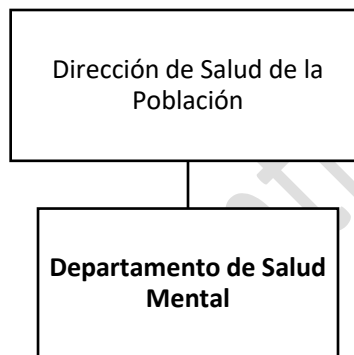 Dirección de Salud de la
Población
Departamento de Salud
Mental